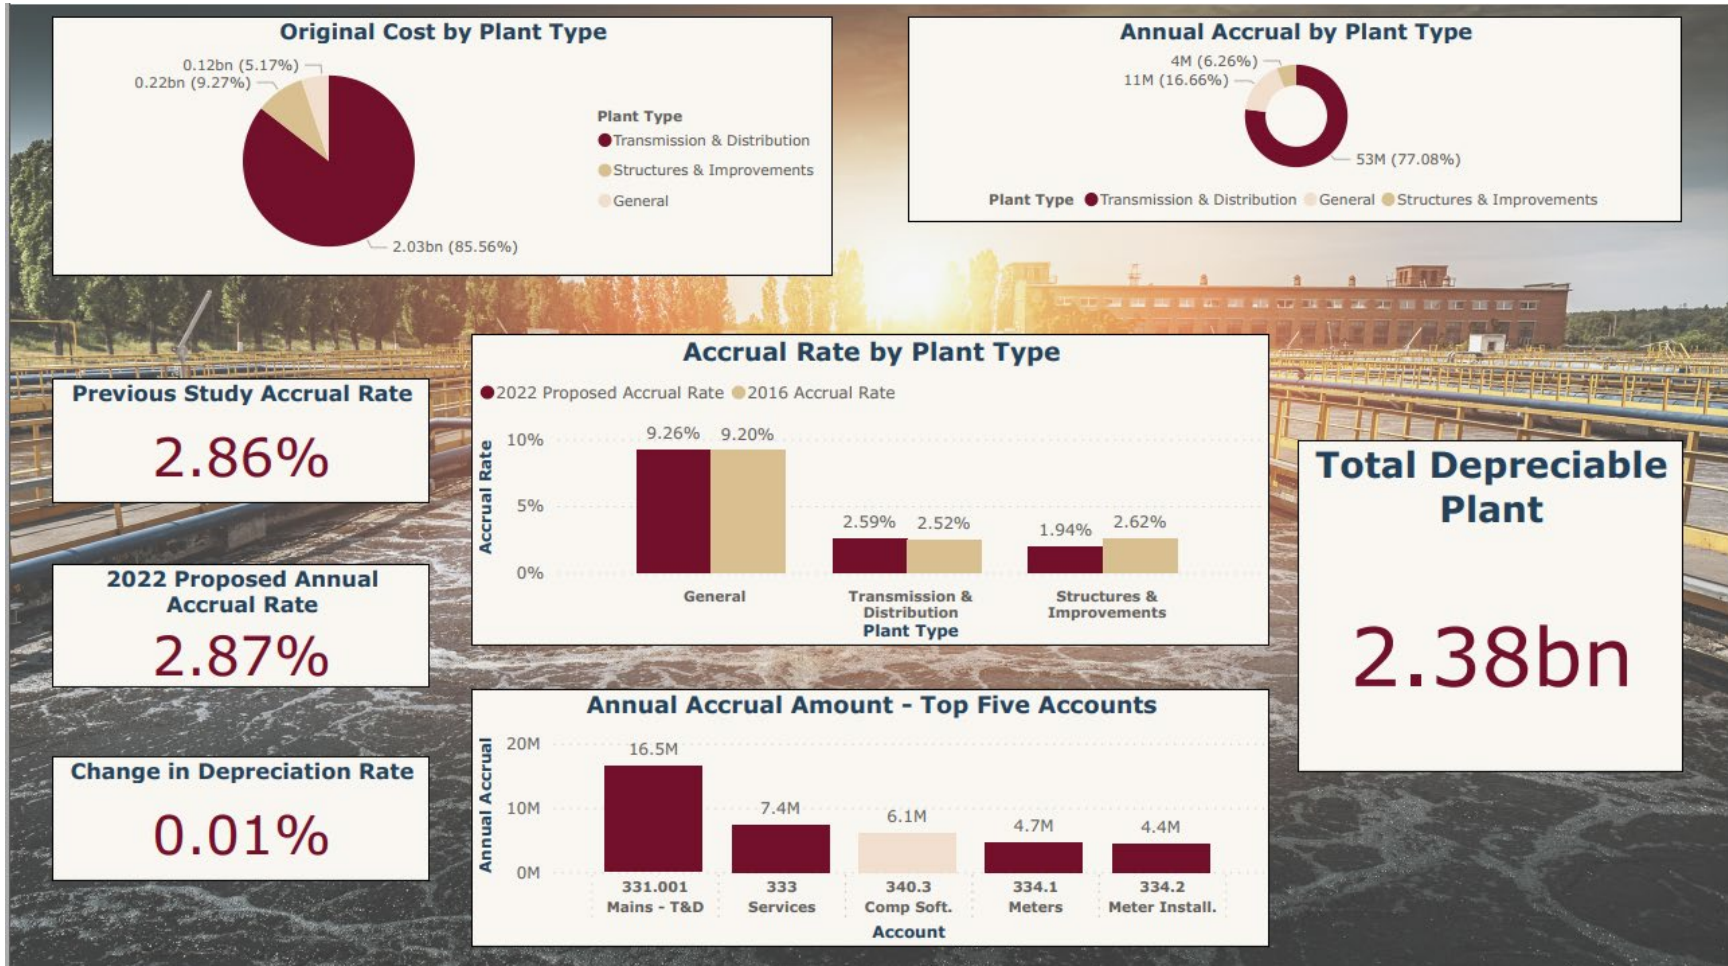 Original Cost by Plant Type
0.12bn (5.17%)
0.22bn (9.27%)
2.03bn (85.56%)
Plant Type
Transmission & Distribution
Structures & Improvements
General
Annual Accrual by Plant Type
4M (6.26%)
11M (16.66%)
53M (77.08%)
Plant Type Transmission & Distribution General Structures & Improvements
Previous Study Accrual Rate
2.86%
2022 Proposed Annual
Accrual Rate
2.87%
Change in Depreciation Rate
0.01%
Accrual Rate by Plant Type
2022 Proposed Accrual Rate 2016 Accrual Rate
Accrual Rate
10%
5%
0%
9.26% 9.20%
2.59% 2.52%
1.94% 2.62%
General
Transmission &
Distribution
Structures &
Improvements
Plant Type
Annual Accrual Amount - Top Five Accounts
Annual Accrual
20M
10M
0M
16.5M
7.4M
6.1M
4.7M
4.4M
331.001
Mains - T&D
333
Services
340.3
Comp Soft.
334.1
Meters
334.2
Meter Install.
Account
Total Depreciable
Plant
2.38bn